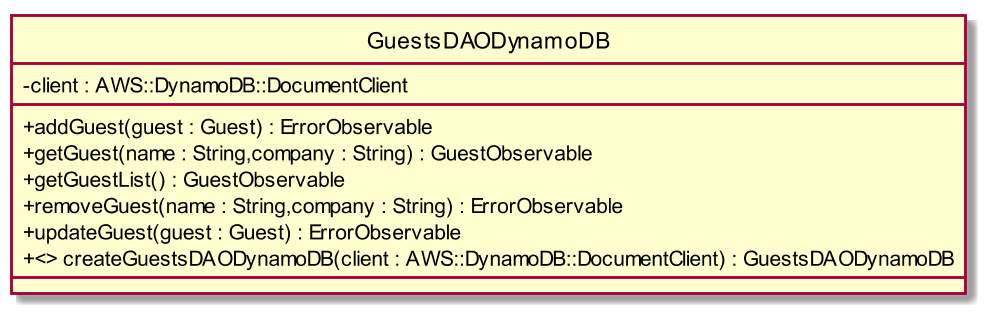 GuestsDAODynamoDB
-client : AWS::DynamoDB::DocumentClient
+addGuest(guest : Guest) : ErrorObservable
+getGuest(name : String,company : String) : GuestObservable
+getGuestList() : GuestObservable
+removeGuest(name : String,company : String) : ErrorObservable
+updateGuest(guest : Guest) : ErrorObservable
+<> createGuestsDAODynamoDB(client : AWS::DynamoDB::DocumentClient) : GuestsDAODynamoDB